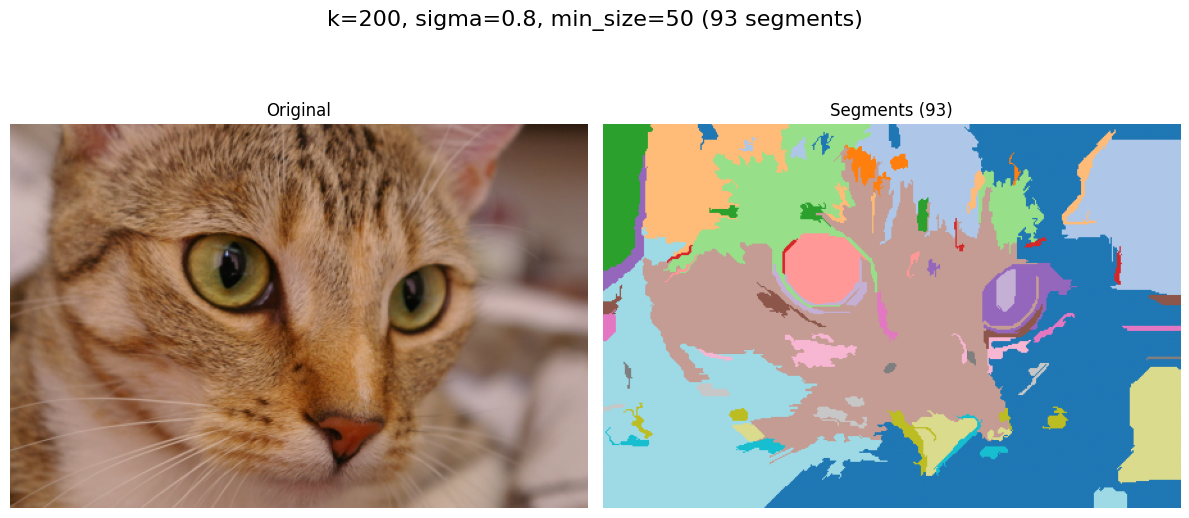 k=200, sigma=0.8, min_size=50 (93 segments)
Original
Segments (93)